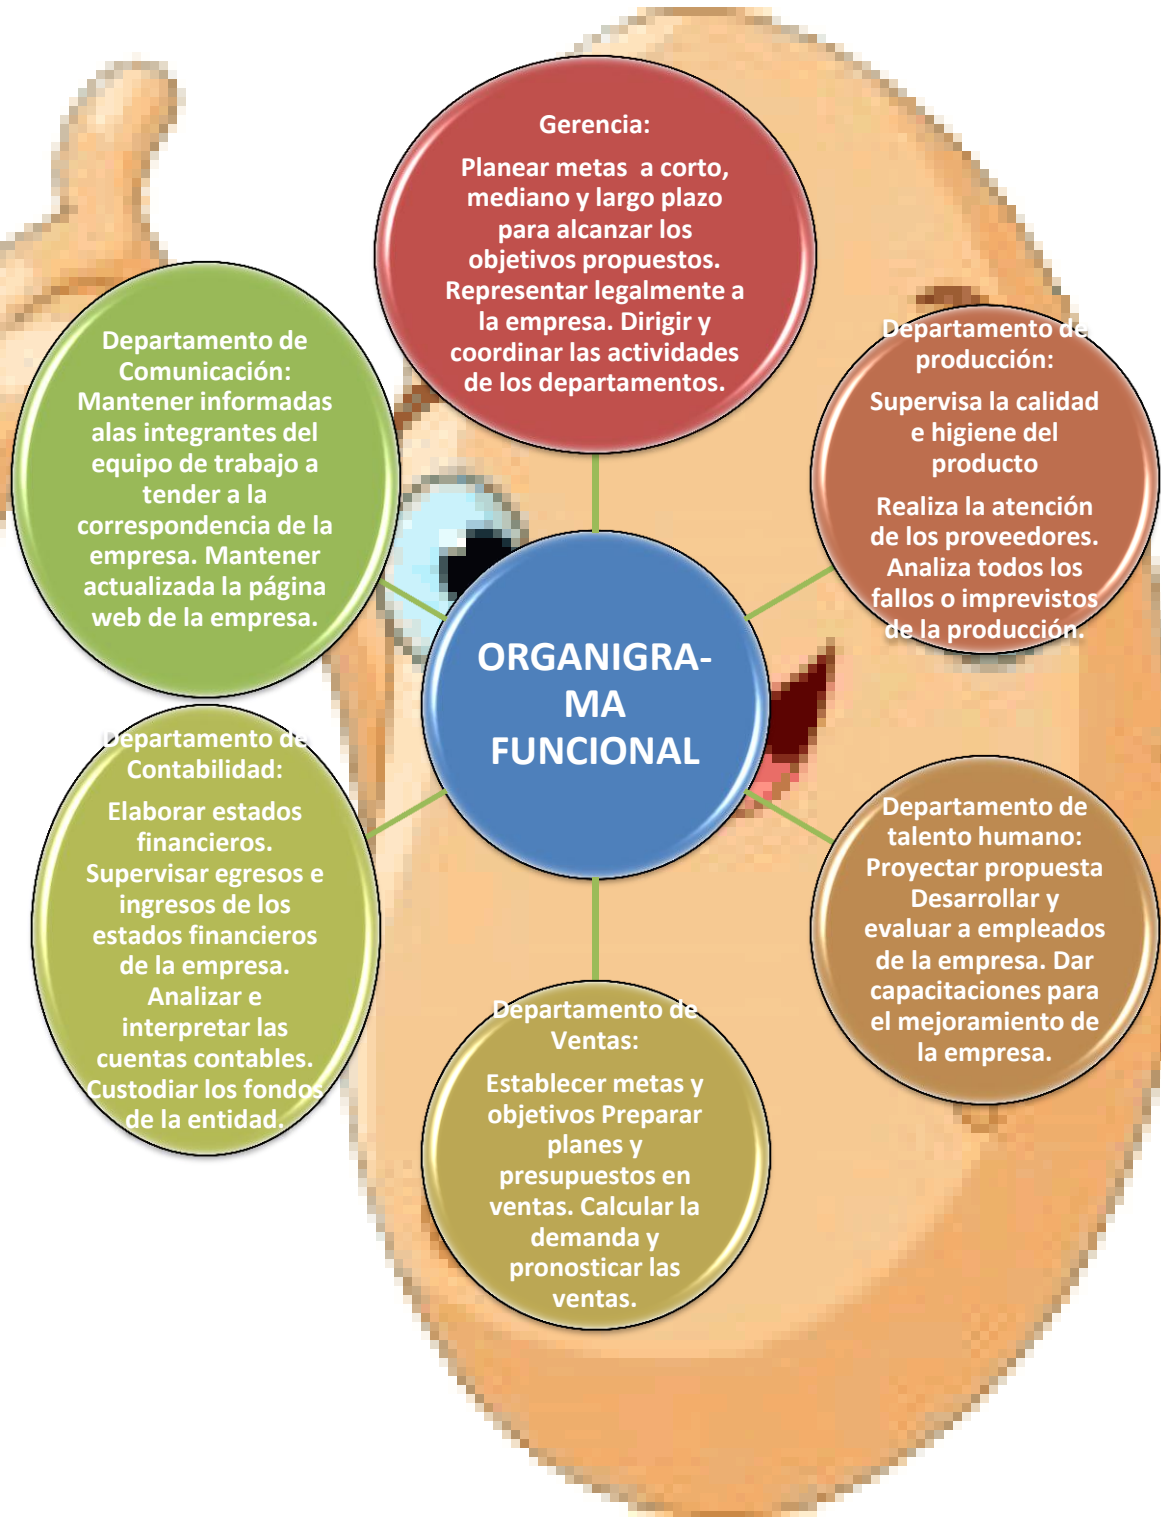 Gerencia:
Planear metas  a corto,
mediano y largo plazo
para alcanzar los
objetivos propuestos.
Representar legalmente a
la empresa. Dirigir y
coordinar las actividades
de los departamentos.
Departamento de
producción:
Supervisa la calidad
e higiene del
producto
Realiza la atención
de los proveedores.
Analiza todos los
fallos o imprevistos
de la producción.
Departamento de
talento humano:
Proyectar propuesta
Desarrollar y
evaluar a empleados
de la empresa. Dar
capacitaciones para
el mejoramiento de
la empresa.
Departamento de
Ventas:
Establecer metas y
objetivos Preparar
planes y
presupuestos en
ventas. Calcular la
demanda y
pronosticar las
ventas.
Departamento de
Contabilidad:
Elaborar estados
financieros.
Supervisar egresos e
ingresos de los
estados financieros
de la empresa.
Analizar e
interpretar las
cuentas contables.
Custodiar los fondos
de la entidad.
Departamento de
Comunicación:
Mantener informadas
alas integrantes del
equipo de trabajo a
tender a la
correspondencia de la
empresa. Mantener
actualizada la página
web de la empresa.
ORGANIGRA-
MA
FUNCIONAL